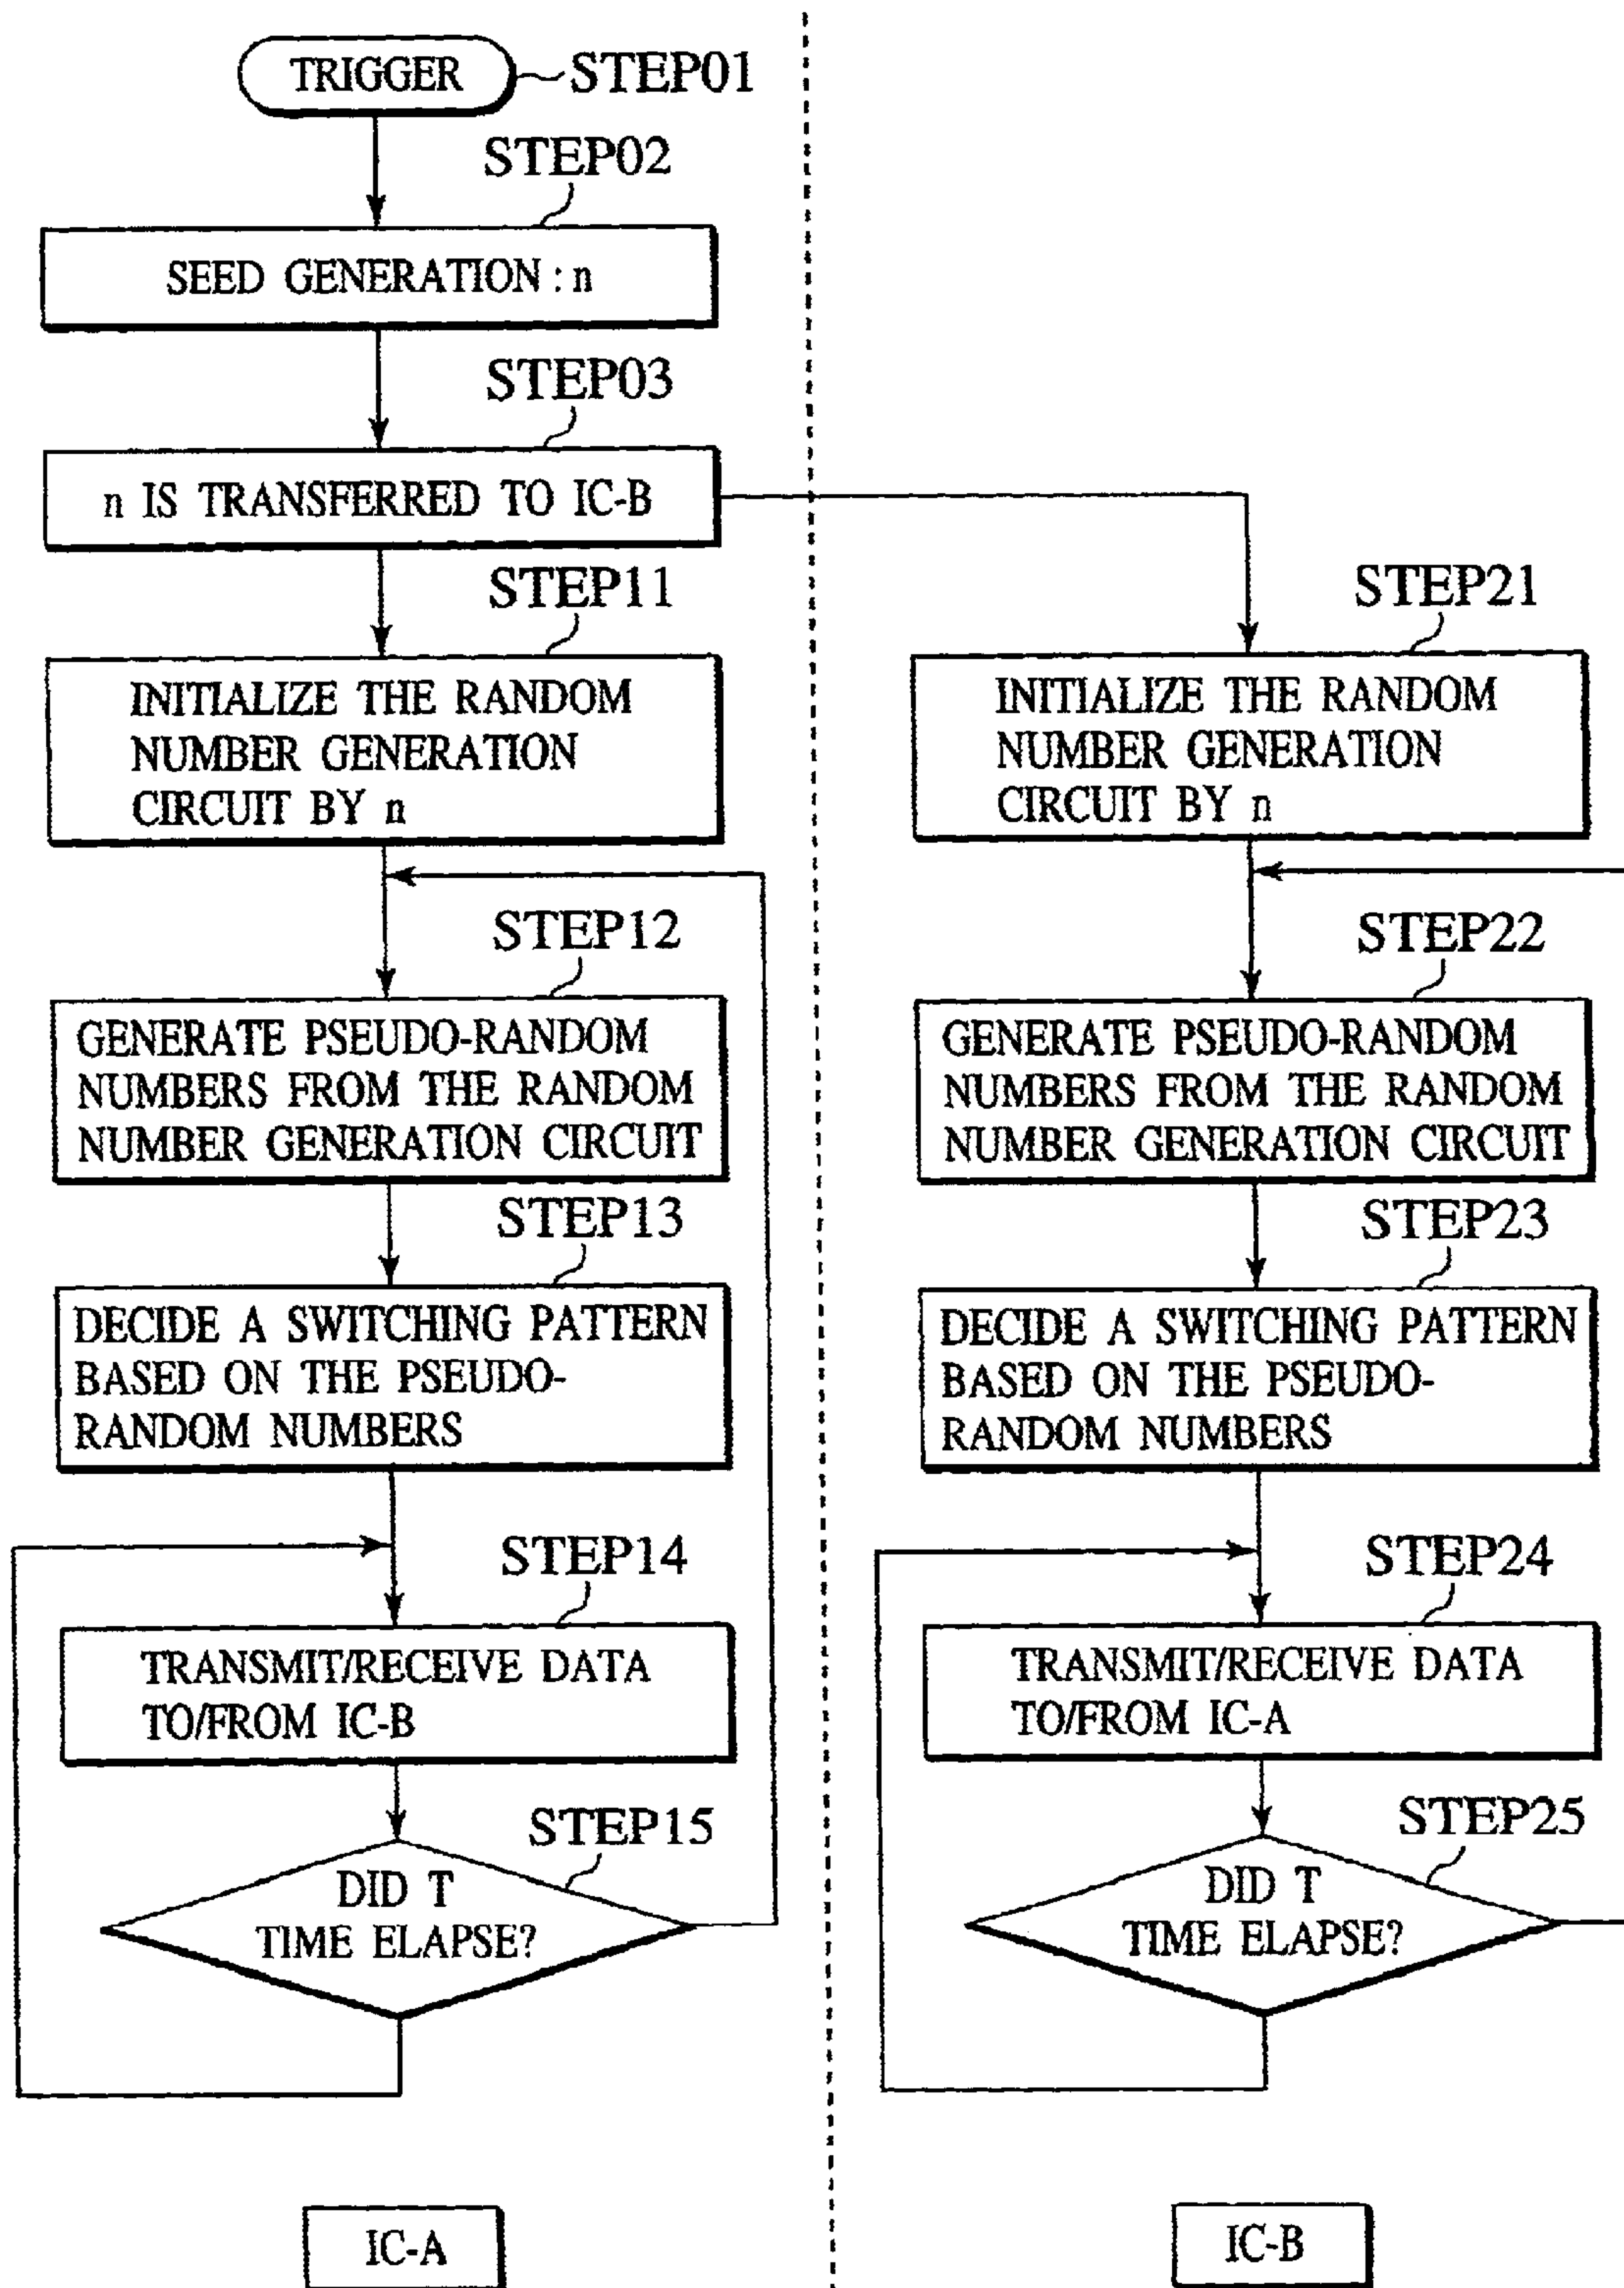 TRIGGER
STEP01
STEP02
SEED GENERATION : n
STEP03
n IS TRANSFERRED TO IC-B
STEP11
INITIALIZE THE RANDOM
NUMBER GENERATION
CIRCUIT BY n
STEP12
GENERATE PSEUDO-RANDOM
NUMBERS FROM THE RANDOM
NUMBER GENERATION CIRCUIT
STEP13
DECIDE A SWITCHING PATTERN
BASED ON THE PSEUDO-
RANDOM NUMBERS
STEP14
TRANSMIT/RECEIVE DATA
TO/FROM IC-B
STEP15
DID T
TIME ELAPSE?
IC-A
STEP21
INITIALIZE THE RANDOM
NUMBER GENERATION
CIRCUIT BY n
STEP22
GENERATE PSEUDO-RANDOM
NUMBERS FROM THE RANDOM
NUMBER GENERATION CIRCUIT
STEP23
DECIDE A SWITCHING PATTERN
BASED ON THE PSEUDO-
RANDOM NUMBERS
STEP24
TRANSMIT/RECEIVE DATA
TO/FROM IC-A
STEP25
DID T
TIME ELAPSE?
IC-B